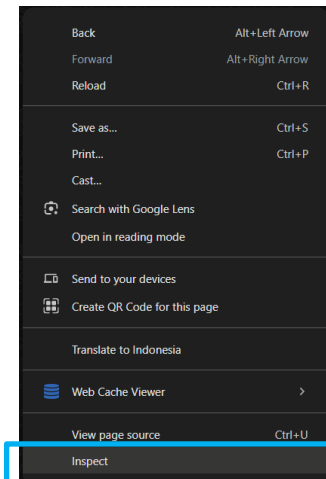 Back Alt+Left Arrow
Forward Alt+Right Arrow
Reload Ctrl+R
Save as... Ctrl+S
Print... Ctrl+P
Cast...
Search with Google Lens
Open in reading mode
Send to your devices
Create QR Code for this page
Translate to Indonesia
Web Cache Viewer
View page source Ctrl+U
Inspect